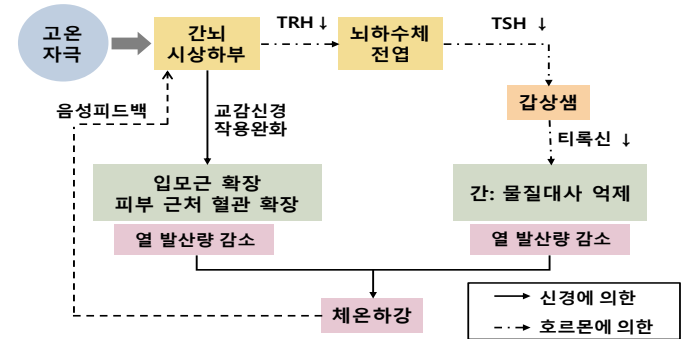 고온
자극
간뇌
시상하부
TRH ↓
뇌하수체
전엽
TSH ↓
갑상샘
음성피드백
교감신경
작용완화
티록신 ↓
입모근 확장
피부 근처 혈관 확장
간: 물질대사 억제
열 발산량 감소
열 발산량 감소
체온하강
신경에 의한
호르몬에 의한